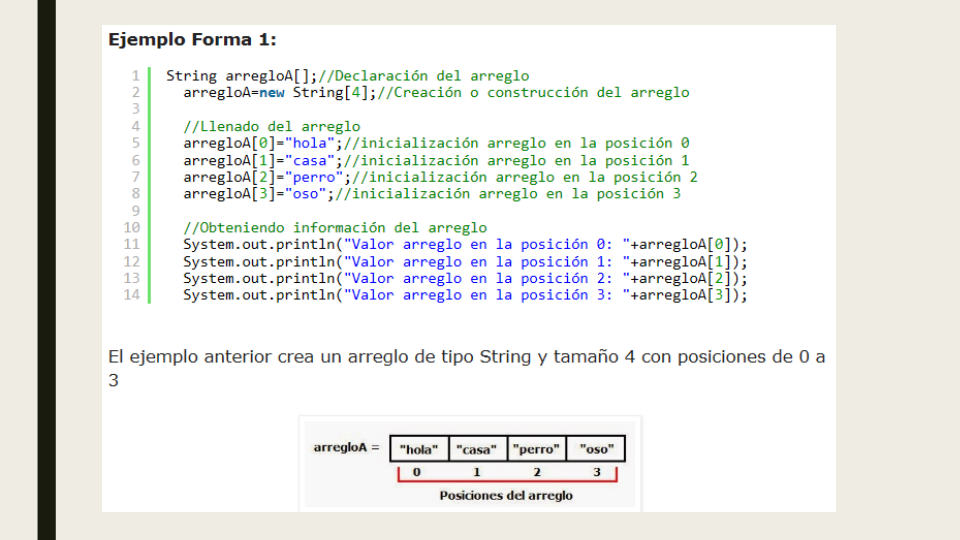 Ejemplo Forma 1:
1 String arregloA[];//Declaración del arreglo
2 arregloA=new String[4];//Creación o construcción del arreglo
3
4 //Llenado del arreglo
5 arregloA[0]="hola";//inicialización arreglo en la posición 0
6 arregloA[1]="casa";//inicialización arreglo en la posición 1
7 arregloA[2]="perro";//inicialización arreglo en la posición 2
8 arregloA[3]="oso";//inicialización arreglo en la posición 3
9
10 //Obteniendo información del arreglo
11 System.out.println("Valor arreglo en la posición 0: "+arregloA[0]);
12 System.out.println("Valor arreglo en la posición 1: "+arregloA[1]);
13 System.out.println("Valor arreglo en la posición 2: "+arregloA[2]);
14 System.out.println("Valor arreglo en la posición 3: "+arregloA[3]);
El ejemplo anterior crea un arreglo de tipo String y tamaño 4 con posiciones de 0 a
3
arregloA = "hola" "casa" "perro" "oso"
0 1 2 3
Posiciones del arreglo